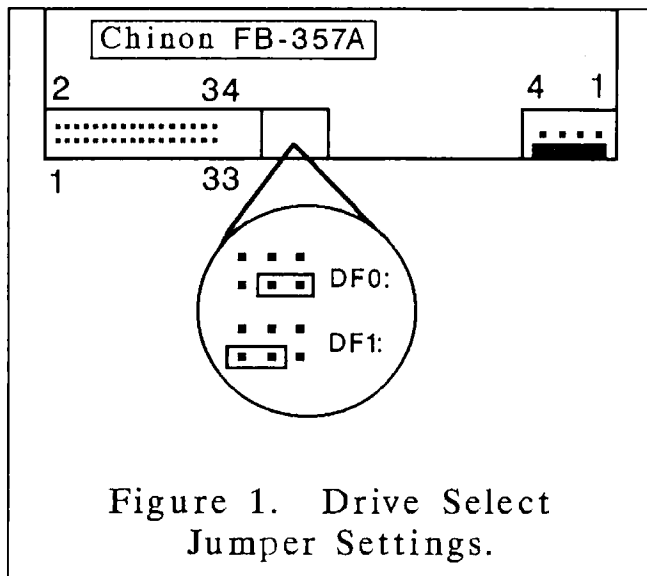 Chinon FB-357A
2 34 4 1
1 33
DF0:
DF1:
Figure 1. Drive Select
Jumper Settings.